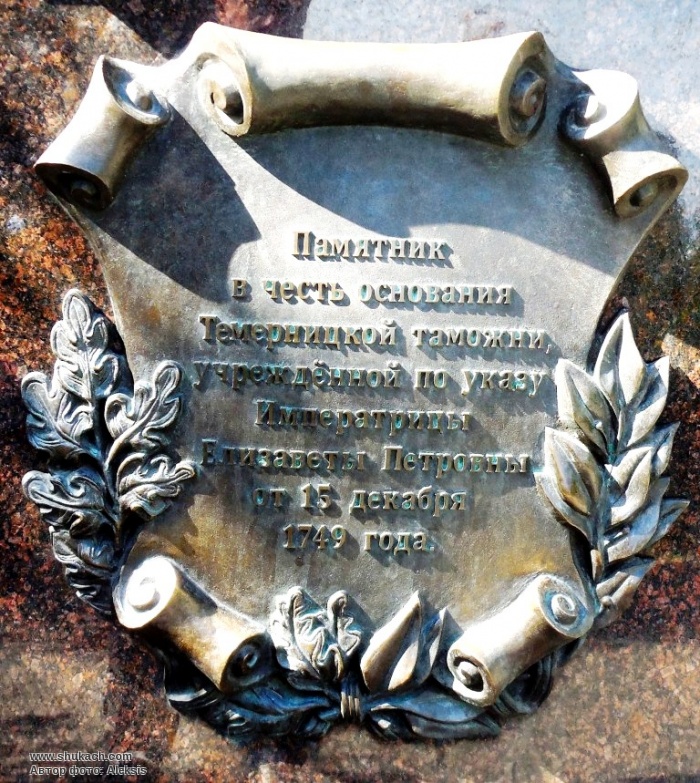 Памятник
в честь основания
Темерницкой таможни,
учреждённой по указу
Императрицы
Елизаветы Петровны
от 15 декабря
1749 года.
www.shukach.com
Автор фото: Aleksis